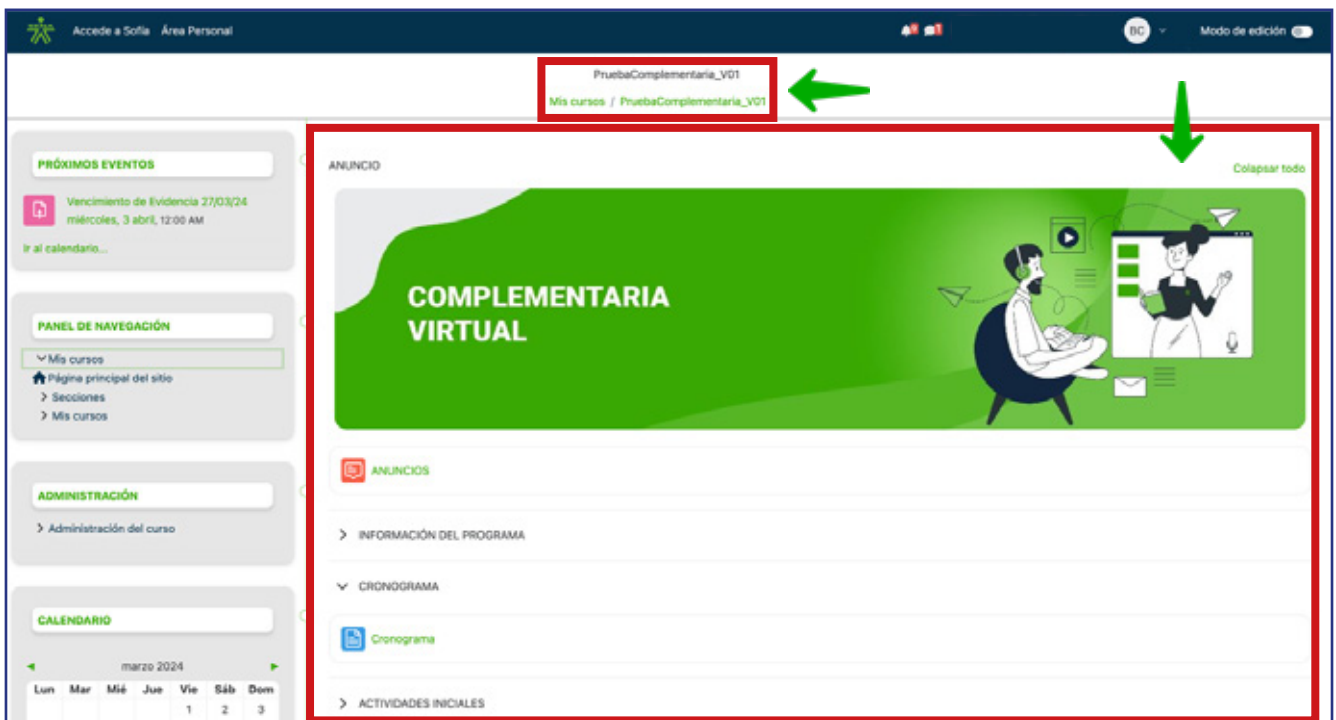 Accede a Sofía Área Personal
BC
Modo de edición
PruebaComplementaria_V01
Mis cursos / PruebaComplementaria_V01
PRÓXIMOS EVENTOS
Vencimiento de Evidencia 27/03/24
miércoles, 3 abril, 12:00 AM
Ir al calendario...
PANEL DE NAVEGACIÓN
Mis cursos
Página principal del sitio
Secciones
Mis cursos
ADMINISTRACIÓN
Administración del curso
CALENDARIO
marzo 2024
Lun Mar Mié Jue Vie Sáb Dom
1 2 3
ANUNCIO
Colapsar todo
COMPLEMENTARIA
VIRTUAL
ANUNCIOS
INFORMACIÓN DEL PROGRAMA
CRONOGRAMA
Cronograma
ACTIVIDADES INICIALES